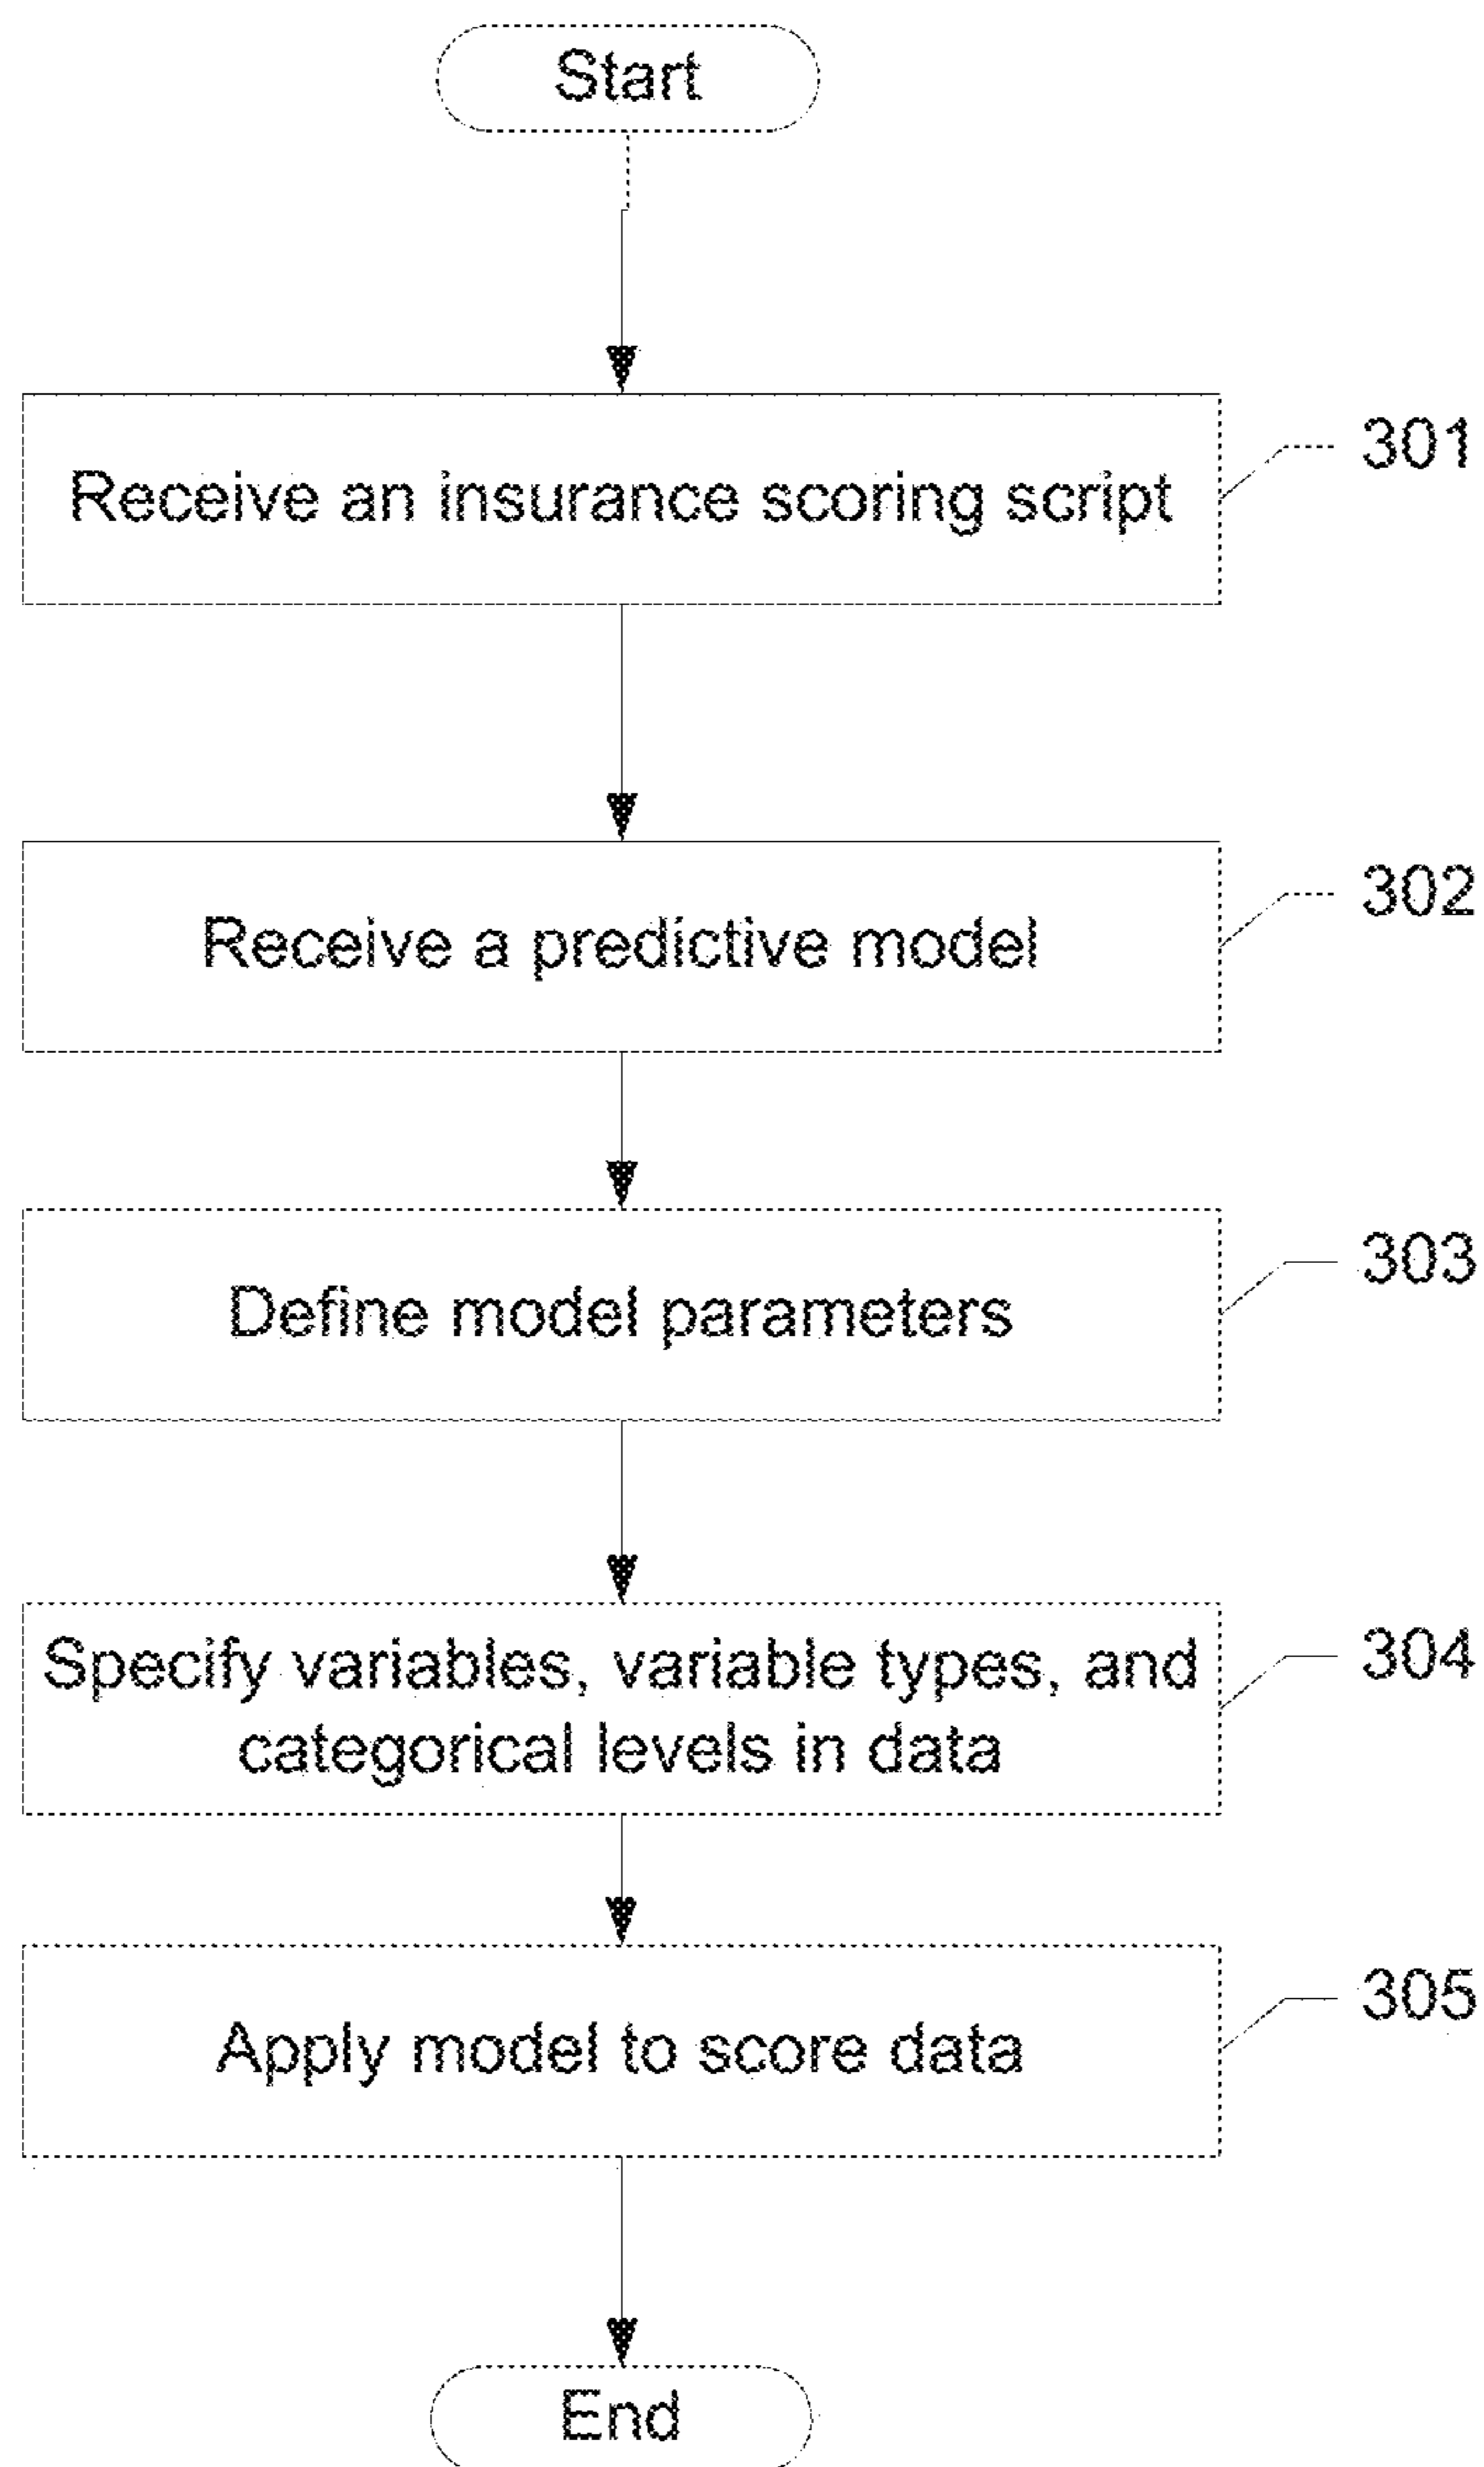 Start
Receive an insurance scoring script
301
Receive a predictive model
302
Define model parameters
303
Specify variables, variable types, and
categorical levels in data
304
Apply model to score data
305
End